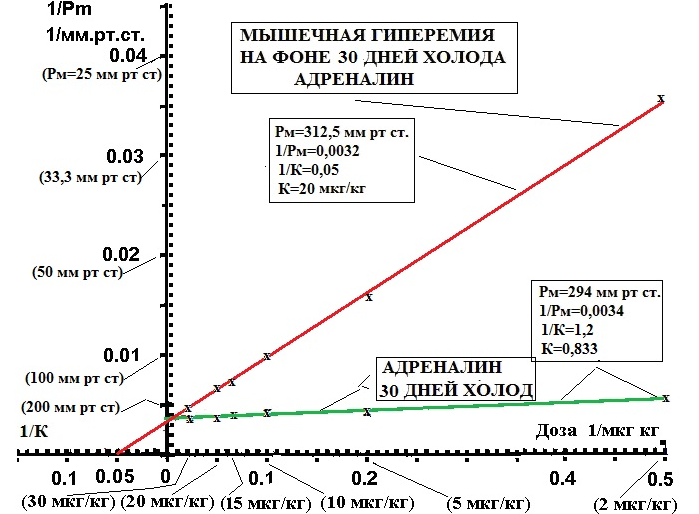 1/Pm
1/мм.рт.ст.
0.04
(Рм=25 мм рт ст)
МЫШЕЧНАЯ ГИПЕРЕМИЯ
НА ФОНЕ 30 ДНЕЙ ХОЛОДА
АДРЕНАЛИН
Рм=312,5 мм рт ст.
1/Рм=0,0032
1/К=0,05
К=20 мкг/кг
0.03
(33,3 мм рт ст)
0.02
(50 мм рт ст)
Рм=294 мм рт ст.
1/Рм=0,0034
1/К=1,2
К=0,833
0.01
(100 мм рт ст)
АДРЕНАЛИН
30 ДНЕЙ ХОЛОД
(200 мм рт ст)
1/К
Доза 1/мкг кг
0.1 0.05 0 0.1 0.2 0.4 0.5
(30 мкг/кг) (20 мкг/кг) (15 мкг/кг) (10 мкг/кг) (5 мкг/кг) (2 мкг/кг)